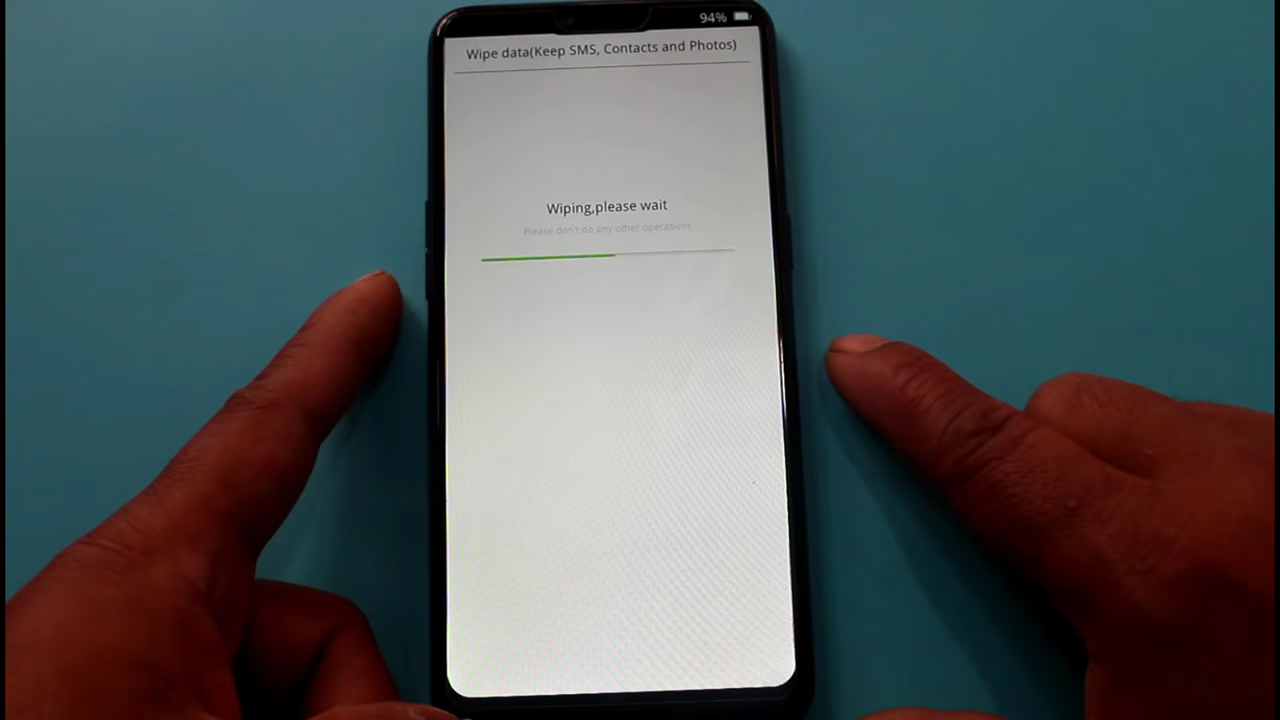 94%
Wipe data(Keep SMS, Contacts and Photos)
Wiping,please wait
Please don't do any other operations